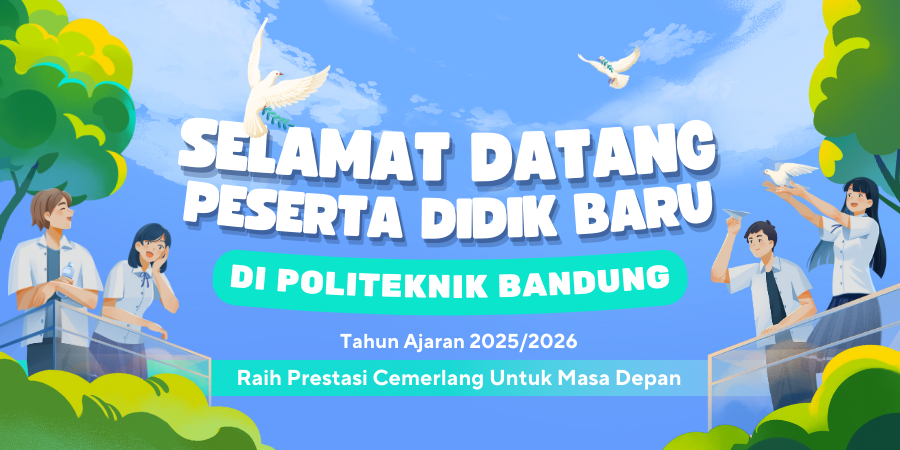 SELAMAT DATANG
PESERTA DIDIK BARU
DI POLITEKNIK BANDUNG
Tahun Ajaran 2025/2026
Raih Prestasi Cemerlang Untuk Masa Depan